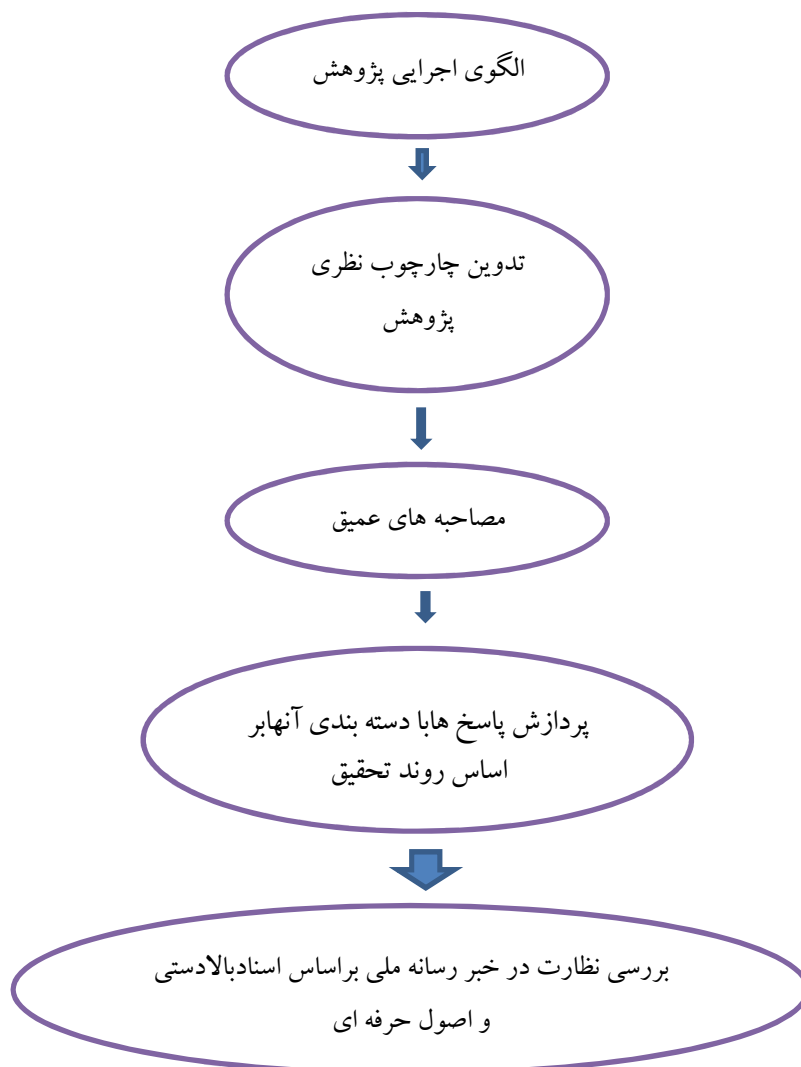 الگوی اجرایی پژوهش
تدوین چارچوب نظری
پژوهش
مصاحبه های عمیق
پردازش پاسخ هابا دسته بندی آنهابر
اساس روند تحقیق
بررسی نظارت در خبر رسانه ملی براساس اسنادبالادستی
و اصول حرفه ای